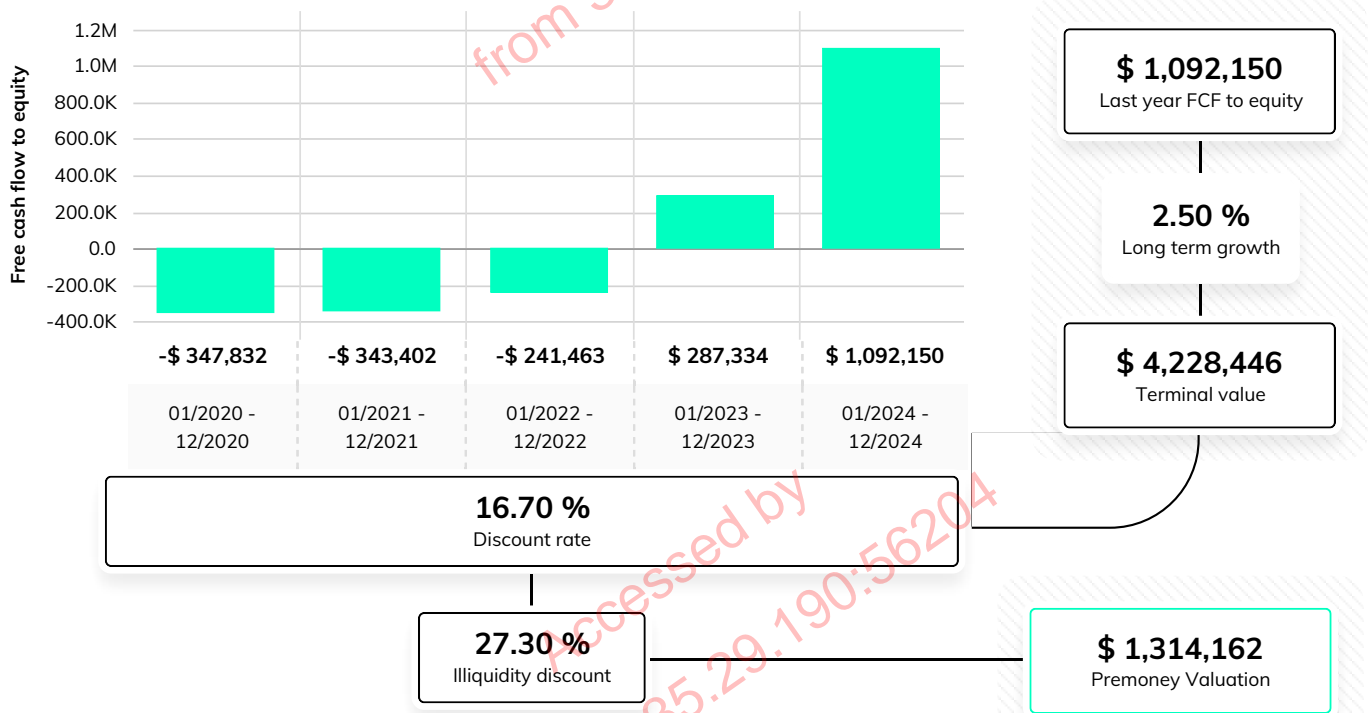 Free cash flow to equity
1.2M
1.0M
800.0K
600.0K
400.0K
200.0K
0.0
-200.0K
-400.0K
-$ 347,832
-$ 343,402
-$ 241,463
$ 287,334
$ 1,092,150
01/2020 -
12/2020
01/2021 -
12/2021
01/2022 -
12/2022
01/2023 -
12/2023
01/2024 -
12/2024
16.70 %
Discount rate
27.30 %
Illiquidity discount
$ 1,092,150
Last year FCF to equity
2.50 %
Long term growth
$ 4,228,446
Terminal value
$ 1,314,162
Premoney Valuation
from
Accessed by
85.29.190:56204